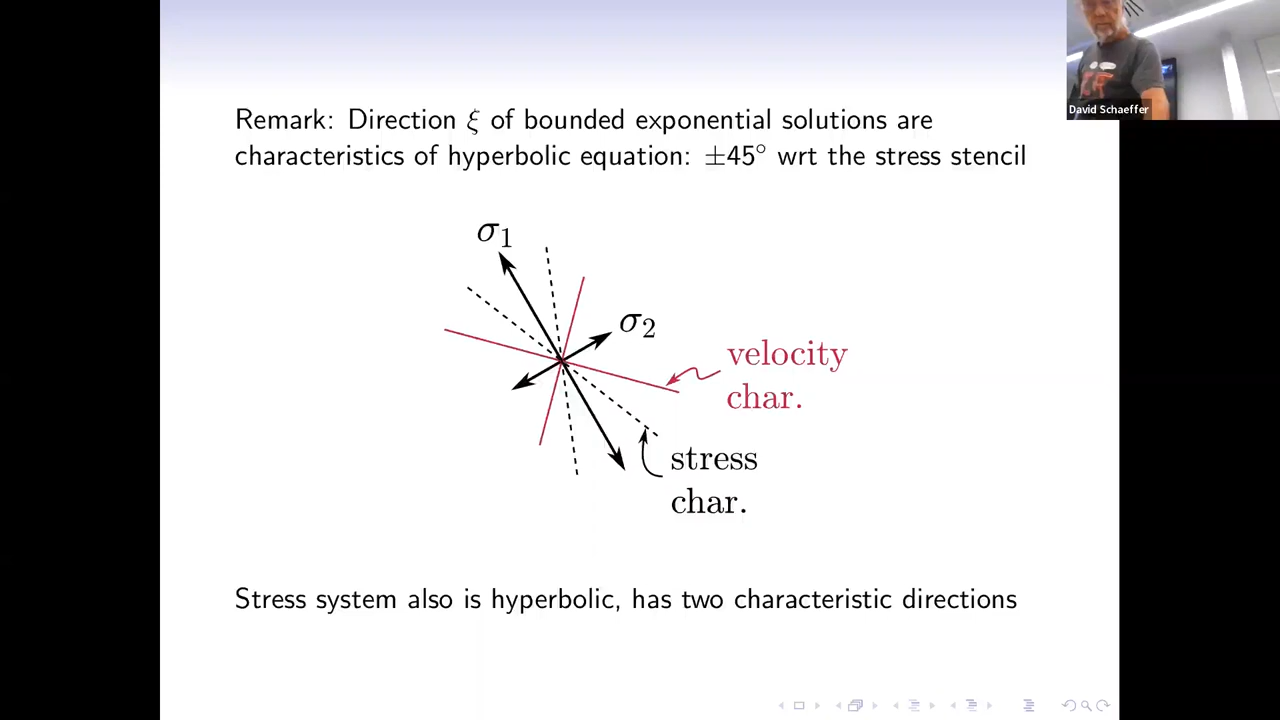 Remark: Direction ξ of bounded exponential solutions are
characteristics of hyperbolic equation: ±45° wrt the stress stencil
σ1
σ2
velocity
char.
stress
char.
Stress system also is hyperbolic, has two characteristic directions
David Schaeffer